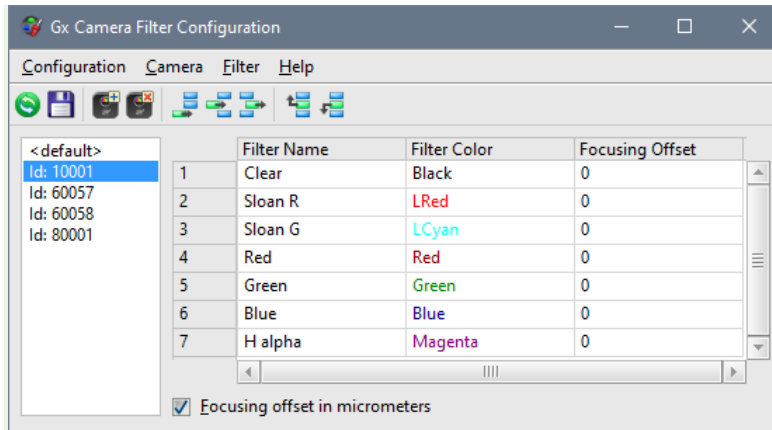 Gx Camera Filter Configuration
Configuration Camera Filter Help
<default>
Id: 10001
Id: 60057
Id: 60058
Id: 80001
Filter Name Filter Color Focusing Offset
1 Clear Black 0
2 Sloan R LRed 0
3 Sloan G LCyan 0
4 Red Red 0
5 Green Green 0
6 Blue Blue 0
7 H alpha Magenta 0
Focusing offset in micrometers